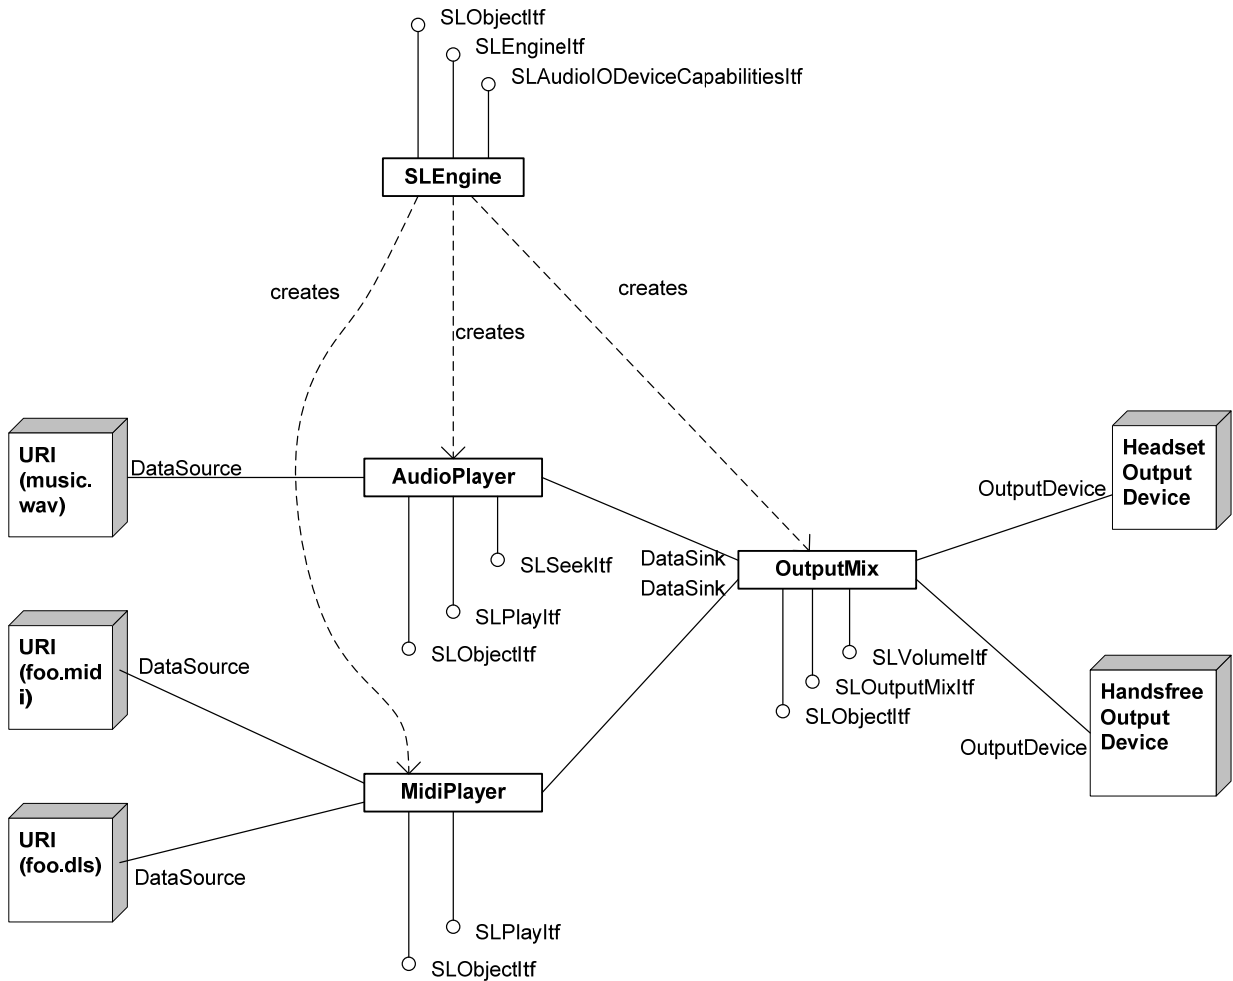 SLObjectItf
SLEngineItf
SLAudioIODeviceCapabilitiesItf
SLEngine
creates
creates
creates
URI
(music.
wav)
DataSource
AudioPlayer
SLSeekItf
SLPlayItf
SLObjectItf
DataSink
DataSink
OutputMix
SLVolumeItf
SLOutputMixItf
SLObjectItf
OutputDevice
Headset
Output
Device
OutputDevice
Handsfree
Output
Device
URI
(foo.mid
i)
DataSource
MidiPlayer
URI
(foo.dls)
DataSource
SLPlayItf
SLObjectItf